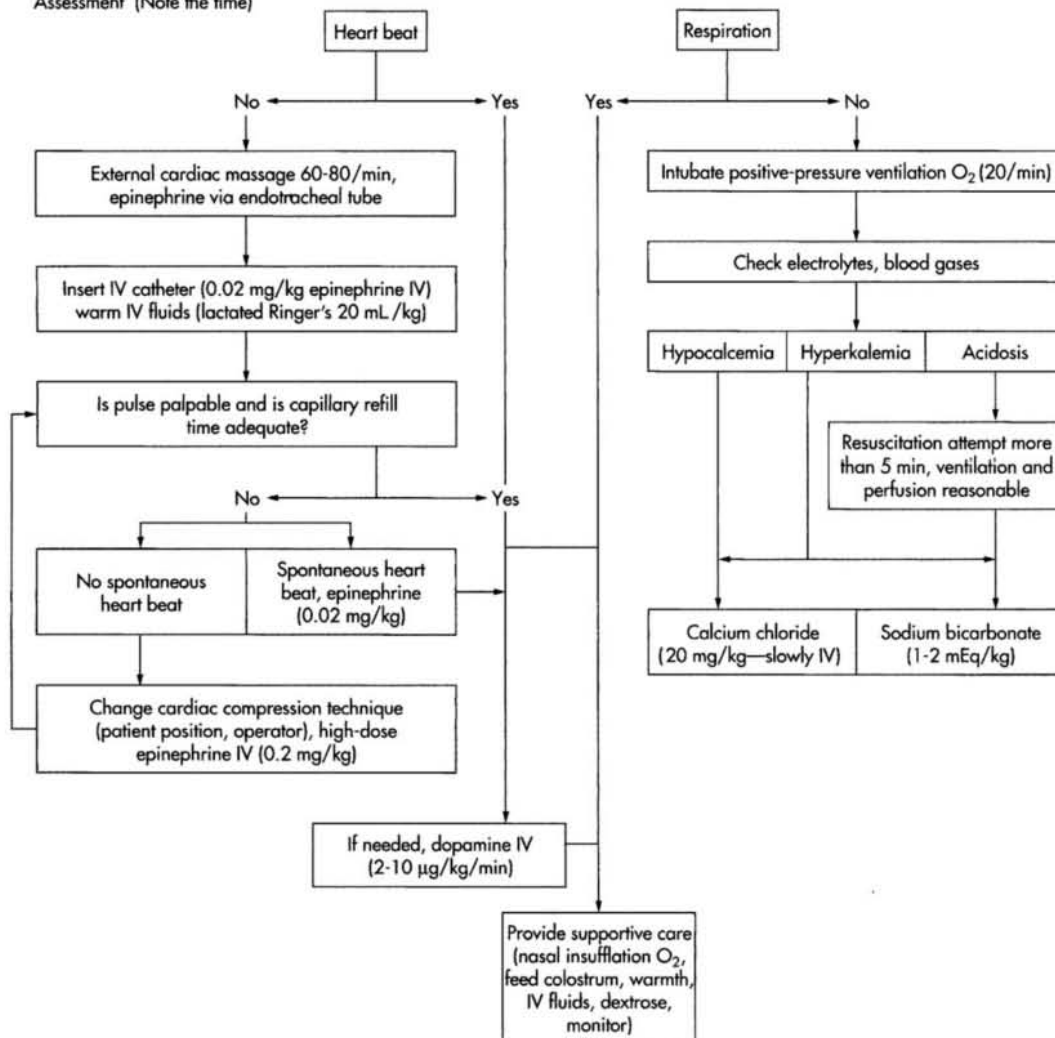 Assessment (Note the time)
Heart beat
Respiration
No
Yes
Yes
No
External cardiac massage 60-80/min,
epinephrine via endotracheal tube
Intubate positive-pressure ventilation O₂ (20/min)
Insert IV catheter (0.02 mg/kg epinephrine IV)
warm IV fluids (lactated Ringer's 20 mL/kg)
Check electrolytes, blood gases
Hypocalcemia
Hyperkalemia
Acidosis
Is pulse palpable and is capillary refill
time adequate?
Resuscitation attempt more
than 5 min, ventilation and
perfusion reasonable
No
Yes
No spontaneous
heart beat
Spontaneous heart
beat, epinephrine
(0.02 mg/kg)
Calcium chloride
(20 mg/kg—slowly IV)
Sodium bicarbonate
(1-2 mEq/kg)
Change cardiac compression technique
(patient position, operator), high-dose
epinephrine IV (0.2 mg/kg)
If needed, dopamine IV
(2-10 µg/kg/min)
Provide supportive care
(nasal insufflation O₂,
feed colostrum, warmth,
IV fluids, dextrose,
monitor)